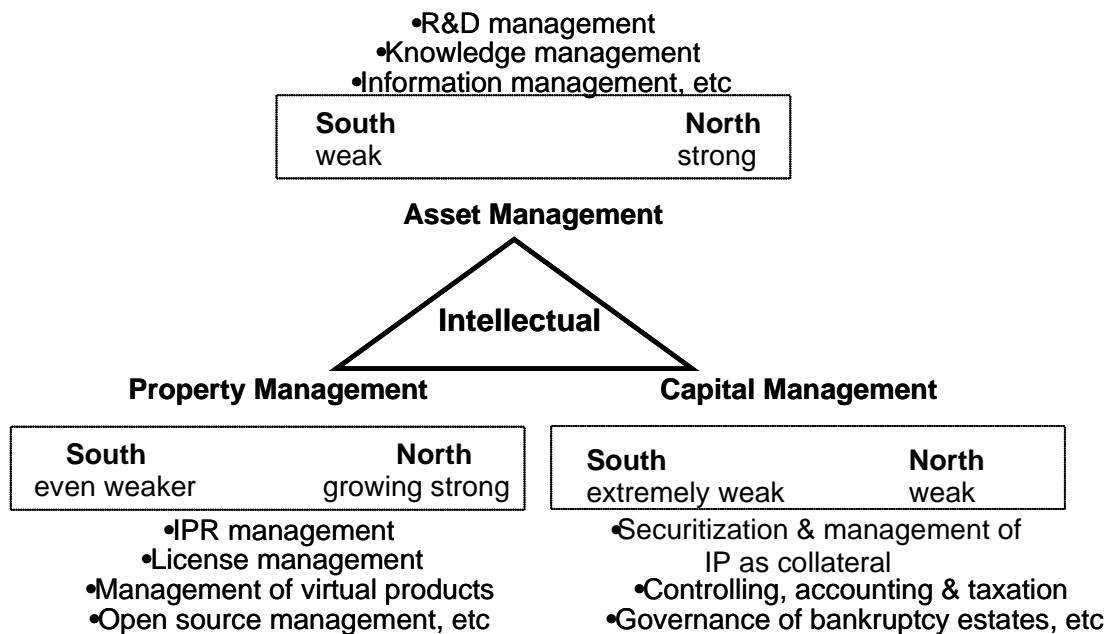 •R&D management
•Knowledge management
•Information management, etc
South North
weak strong
Asset Management
Intellectual
Property Management Capital Management
South North
even weaker growing strong
South North
extremely weak weak
•IPR management
•License management
•Management of virtual products
•Open source management, etc
•Securitization & management of
IP as collateral
•Controlling, accounting & taxation
•Governance of bankruptcy estates, etc